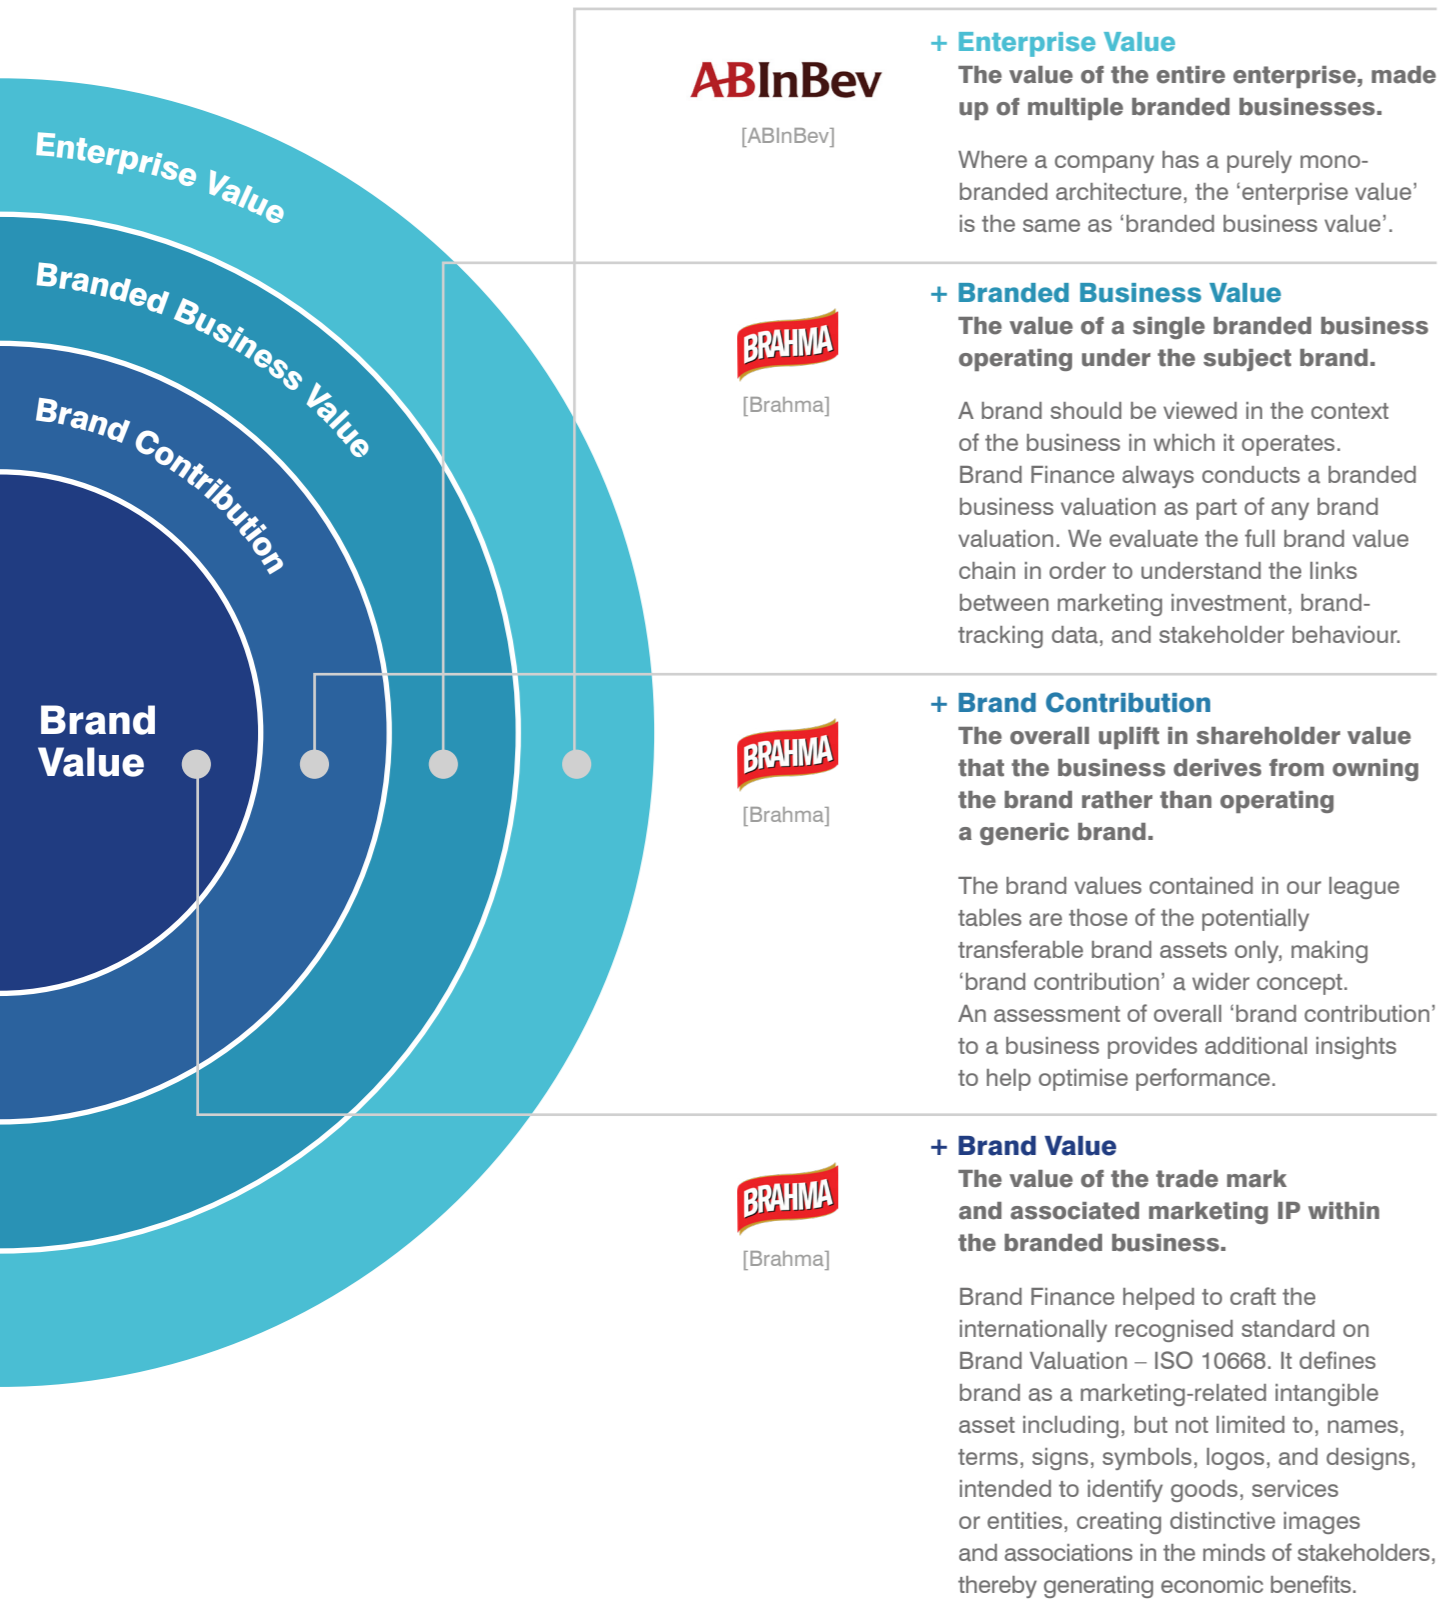 Enterprise Value
Branded Business Value
Brand Contribution
Brand
Value
ABInBev
[ABInBev]
+ Enterprise Value
The value of the entire enterprise, made
up of multiple branded businesses.
Where a company has a purely mono-
branded architecture, the ‘enterprise value’
is the same as ‘branded business value’.
BRAHMA
[Brahma]
+ Branded Business Value
The value of a single branded business
operating under the subject brand.
A brand should be viewed in the context
of the business in which it operates.
Brand Finance always conducts a branded
business valuation as part of any brand
valuation. We evaluate the full brand value
chain in order to understand the links
between marketing investment, brand-
tracking data, and stakeholder behaviour.
BRAHMA
[Brahma]
+ Brand Contribution
The overall uplift in shareholder value
that the business derives from owning
the brand rather than operating
a generic brand.
The brand values contained in our league
tables are those of the potentially
transferable brand assets only, making
‘brand contribution’ a wider concept.
An assessment of overall ‘brand contribution’
to a business provides additional insights
to help optimise performance.
BRAHMA
[Brahma]
+ Brand Value
The value of the trade mark
and associated marketing IP within
the branded business.
Brand Finance helped to craft the
internationally recognised standard on
Brand Valuation – ISO 10668. It defines
brand as a marketing-related intangible
asset including, but not limited to, names,
terms, signs, symbols, logos, and designs,
intended to identify goods, services
or entities, creating distinctive images
and associations in the minds of stakeholders,
thereby generating economic benefits.